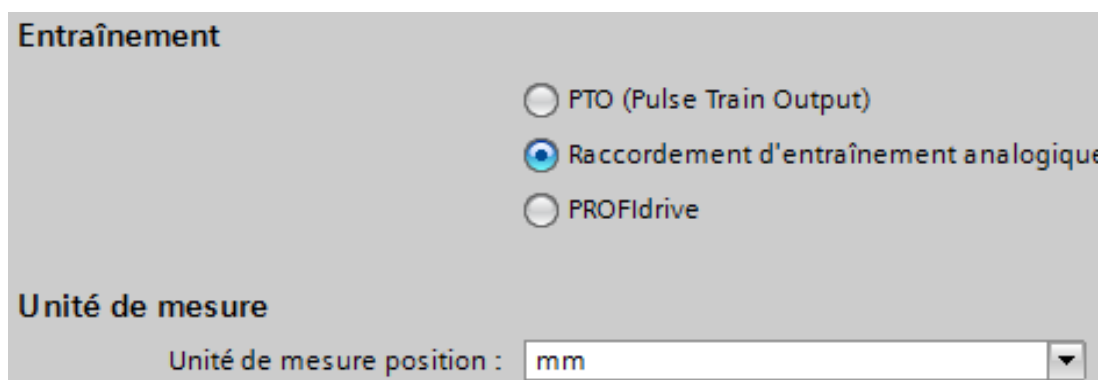 Entraînement
PTO (Pulse Train Output)
Raccordement d'entraînement analogique
PROFIdrive
Unité de mesure
Unité de mesure position : mm